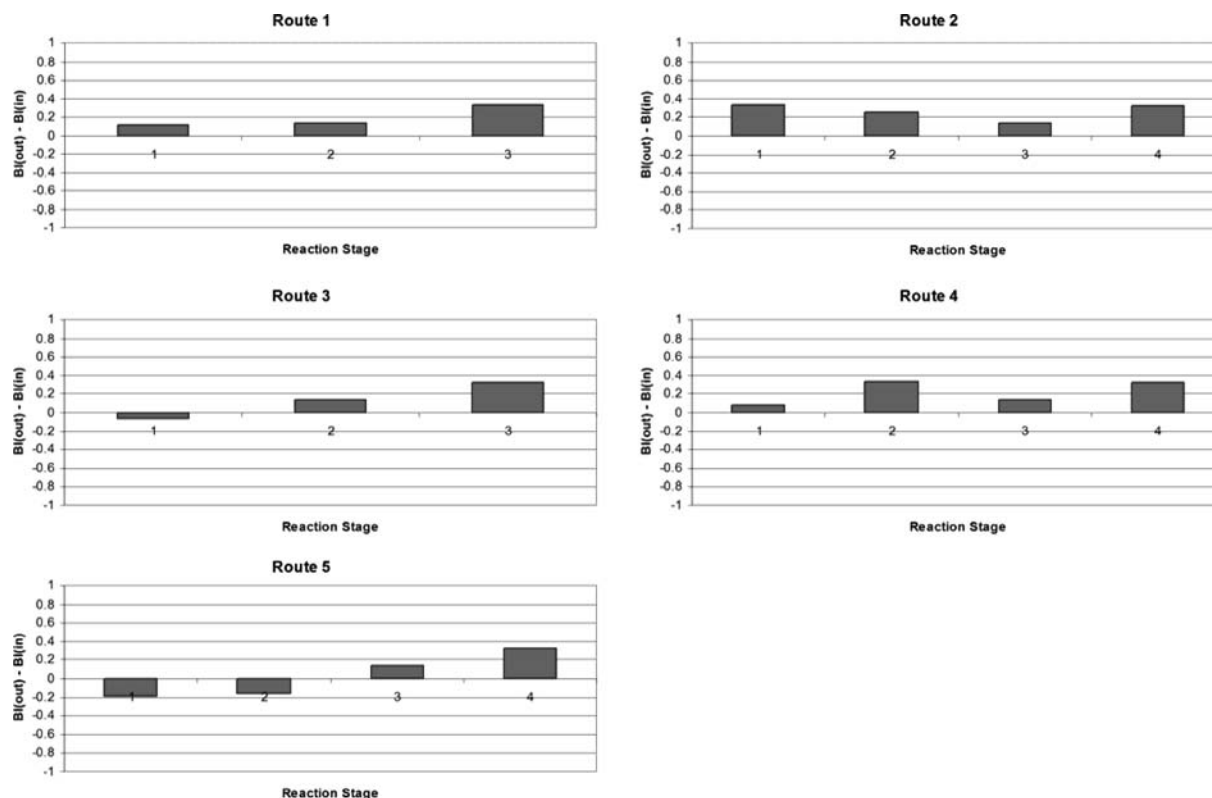 Route 1
1
0.8
0.6
0.4
0.2
0
-0.2
-0.4
-0.6
-0.8
-1
BI(out) - BI(in)
1 2 3
Reaction Stage
Route 2
1
0.8
0.6
0.4
0.2
0
-0.2
-0.4
-0.6
-0.8
-1
BI(out) - BI(in)
1 2 3 4
Reaction Stage
Route 3
1
0.8
0.6
0.4
0.2
0
-0.2
-0.4
-0.6
-0.8
-1
BI(out) - BI(in)
1 2 3
Reaction Stage
Route 4
1
0.8
0.6
0.4
0.2
0
-0.2
-0.4
-0.6
-0.8
-1
BI(out) - BI(in)
1 2 3 4
Reaction Stage
Route 5
1
0.8
0.6
0.4
0.2
0
-0.2
-0.4
-0.6
-0.8
-1
BI(out) - BI(in)
1 2 3 4
Reaction Stage